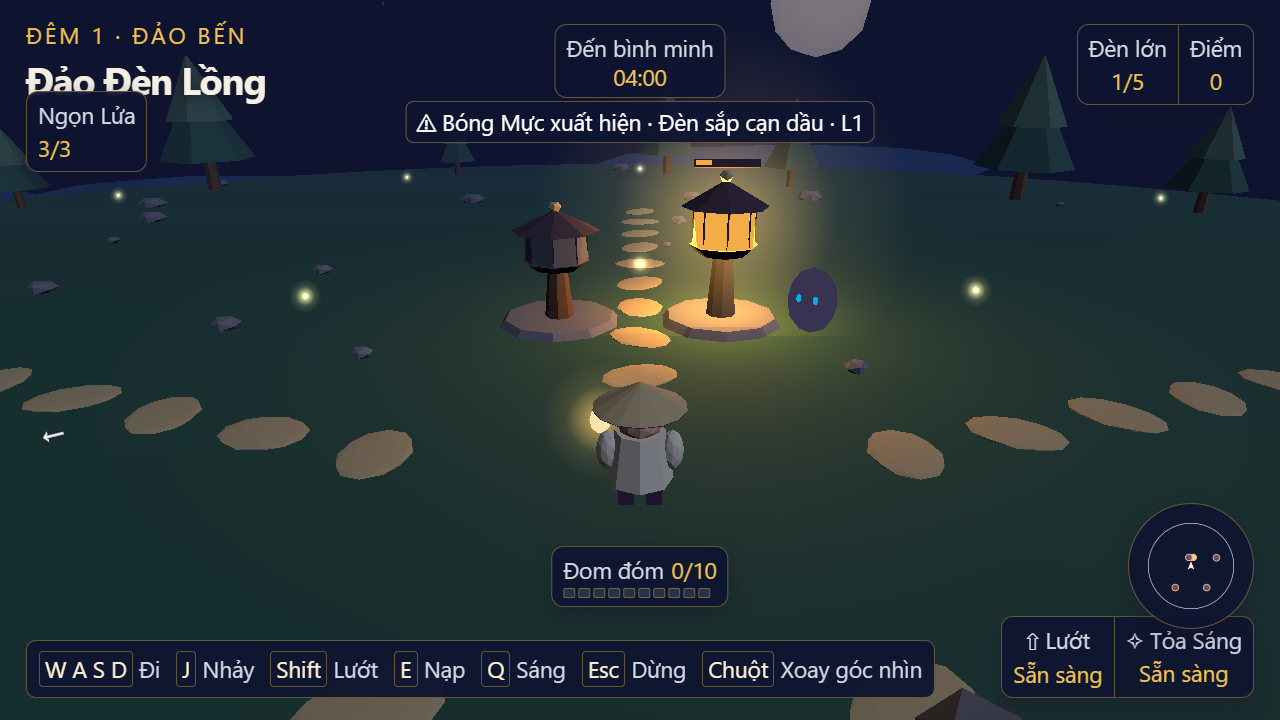 ĐÊM 1 · ĐẢO BẾN
Đảo Đèn Lồng
Ngọn Lửa
3/3
Đến bình minh
04:00
⚠ Bóng Mực xuất hiện · Đèn sắp cạn dầu · L1
Đèn lớn
1/5
Điểm
0
Đom đóm 0/10
W A S D Đi J Nhảy Shift Lướt E Nạp Q Sáng Esc Dừng Chuột Xoay góc nhìn
⇧ Lướt
Sẵn sàng
✧ Tỏa Sáng
Sẵn sàng